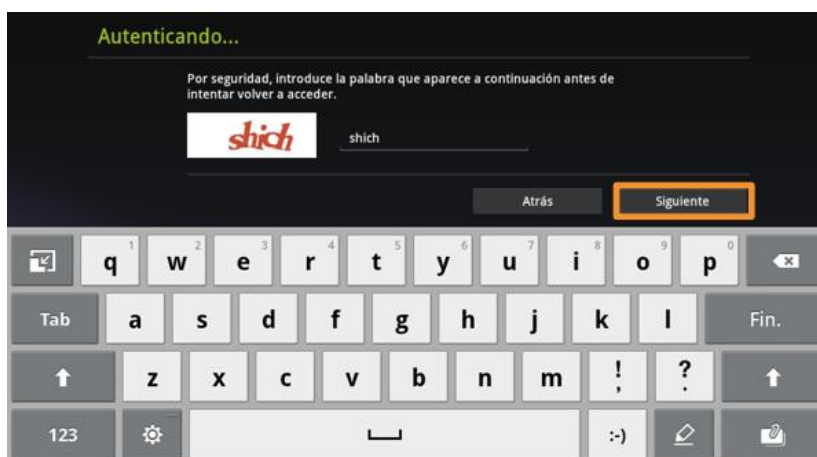 Autenticando...
Por seguridad, introduce la palabra que aparece a continuación antes de
intentar volver a acceder.
shich shich
Atrás Siguiente
q 1 w 2 e 3 r 4 t 5 y 6 u 7 i 8 o 9 p 0
Tab a s d f g h j k l Fin.
z x c v b n m ! , ? .
123 :-)